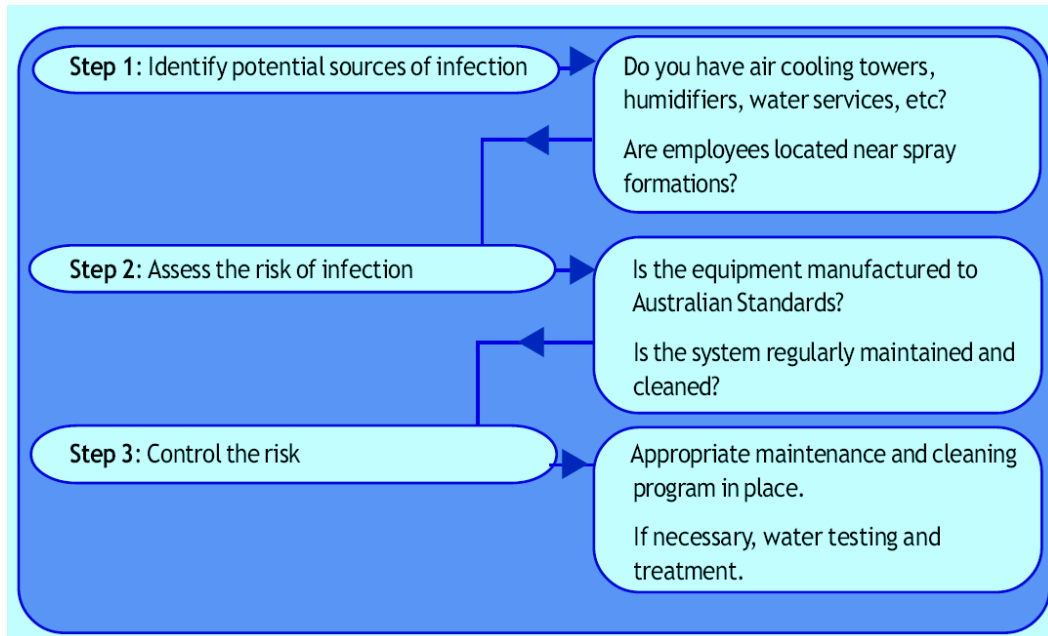 Step 1: Identify potential sources of infection
Do you have air cooling towers,
humidifiers, water services, etc?
Are employees located near spray
formations?
Step 2: Assess the risk of infection
Is the equipment manufactured to
Australian Standards?
Is the system regularly maintained and
cleaned?
Step 3: Control the risk
Appropriate maintenance and cleaning
program in place.
If necessary, water testing and
treatment.